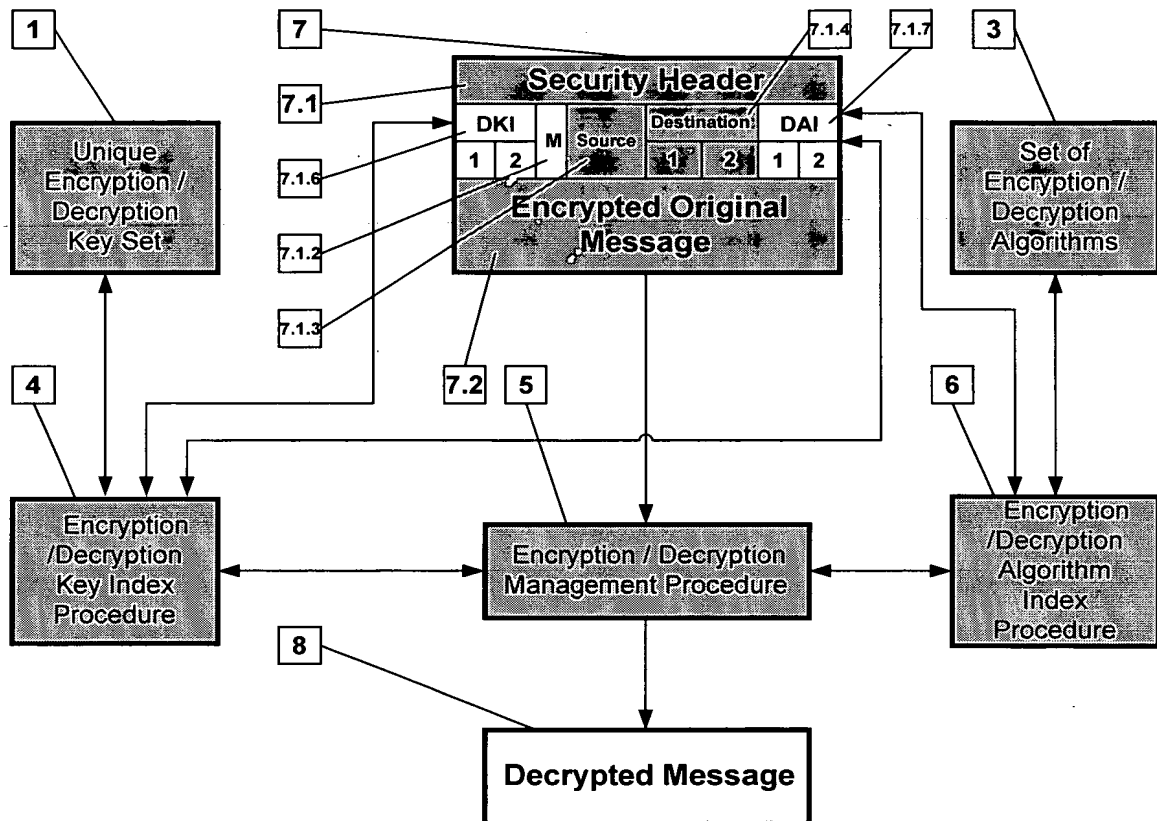 1
7
7.1.4
7.1.7
3
Security Header
7.1
DKI
M
Source
Destination
DAI
1 2
1 2
1 2
Unique
Encryption /
Decryption
Key Set
7.1.6
Set of
Encryption /
Decryption
Algorithms
Encrypted Original
Message
7.1.2
7.1.3
7.2
4
5
6
Encryption
/Decryption
Key Index
Procedure
Encryption / Decryption
Management Procedure
Encryption
/Decryption
Algorithm
Index
Procedure
8
Decrypted Message